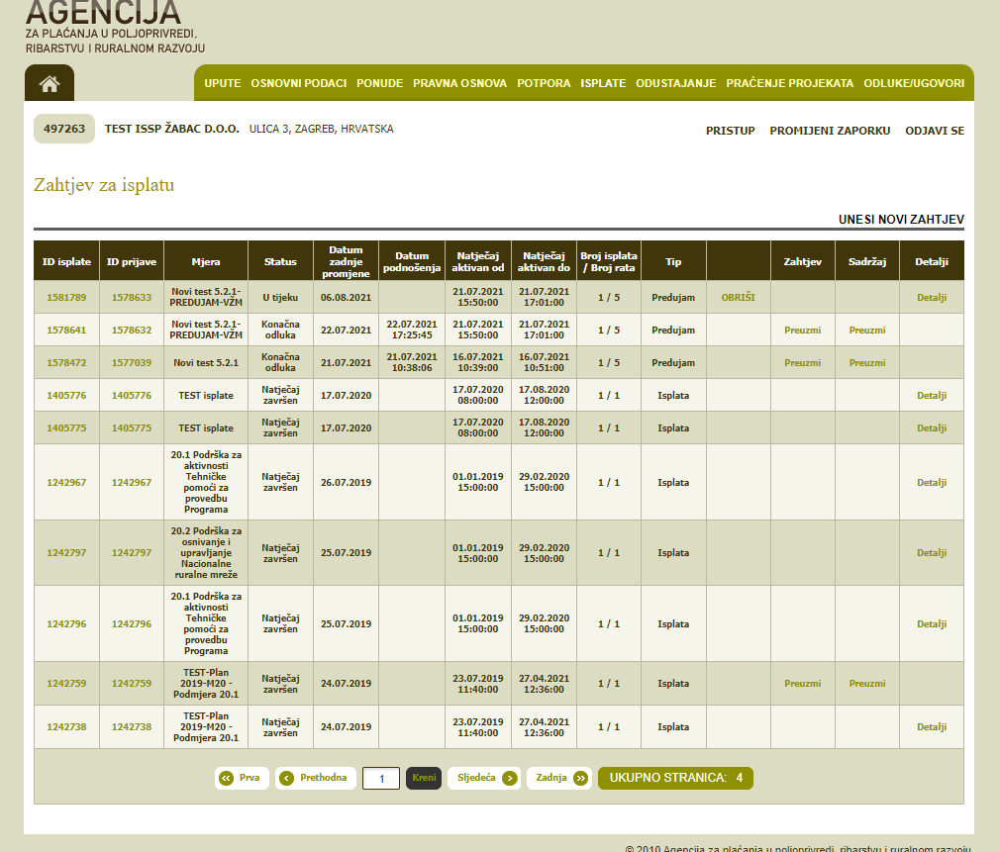 AGENCIJA
ZA PLAĆANJA U POLJOPRIVREDI,
RIBARSTVU I RURALNOM RAZVOJU
UPUTE OSNOVNI PODACI PONUDE PRAVNA OSNOVA POTPORA ISPLATE ODUSTAJANJE PRAĆENJE PROJEKATA ODLUKE/UGOVORI
497263 TEST ISSP ŽABAC D.O.O. ULICA 3, ZAGREB, HRVATSKA PRISTUP PROMIJENI ZAPORKU ODJAVI SE
Zahtjev za isplatu
UNESI NOVI ZAHTJEV
ID isplate ID prijave Mjera Status Datum zadnje promjene Datum podnošenja Natječaj aktivan od Natječaj aktivan do Broj isplata / Broj rata Tip Zahtjev Sadržaj Detalji
1581789 1578633 Novi test 5.2.1-PREDUJAM-VŽM U tijeku 06.08.2021 21.07.2021 15:50:00 21.07.2021 17:01:00 1 / 5 Predujam OBRIŠI Detalji
1578641 1578632 Novi test 5.2.1-PREDUJAM-VŽM Konačna odluka 22.07.2021 22.07.2021 17:25:45 21.07.2021 15:50:00 21.07.2021 17:01:00 1 / 5 Predujam Preuzmi Preuzmi
1578472 1577039 Novi test 5.2.1 Konačna odluka 21.07.2021 21.07.2021 10:38:06 16.07.2021 10:39:00 16.07.2021 10:51:00 1 / 5 Predujam Preuzmi Preuzmi
1405776 1405776 TEST isplate Natječaj završen 17.07.2020 17.07.2020 08:00:00 17.08.2020 12:00:00 1 / 1 Isplata Detalji
1405775 1405775 TEST isplate Natječaj završen 17.07.2020 17.07.2020 08:00:00 17.08.2020 12:00:00 1 / 1 Isplata Detalji
1242967 1242967 20.1 Podrška za aktivnosti Tehničke pomoći za provedbu Programa Natječaj završen 26.07.2019 01.01.2019 15:00:00 29.02.2020 15:00:00 1 / 1 Isplata Detalji
1242797 1242797 20.2 Podrška za osnivanje i upravljanje Nacionalne ruralne mreže Natječaj završen 25.07.2019 01.01.2019 15:00:00 29.02.2020 15:00:00 1 / 1 Isplata Detalji
1242796 1242796 20.1 Podrška za aktivnosti Tehničke pomoći za provedbu Programa Natječaj završen 25.07.2019 01.01.2019 15:00:00 29.02.2020 15:00:00 1 / 1 Isplata Detalji
1242759 1242759 TEST-Plan 2019-M20 - Podmjera 20.1 Natječaj završen 24.07.2019 23.07.2019 11:40:00 27.04.2021 12:36:00 1 / 1 Isplata Preuzmi Preuzmi
1242738 1242738 TEST-Plan 2019-M20 - Podmjera 20.1 Natječaj završen 24.07.2019 23.07.2019 11:40:00 27.04.2021 12:36:00 1 / 1 Isplata Detalji
Prva Prethodna 1 Kreni Sljedeća Zadnja UKUPNO STRANICA: 4
© 2010 Agencija za plaćanja u poljoprivredi, ribarstvu i ruralnom razvoju